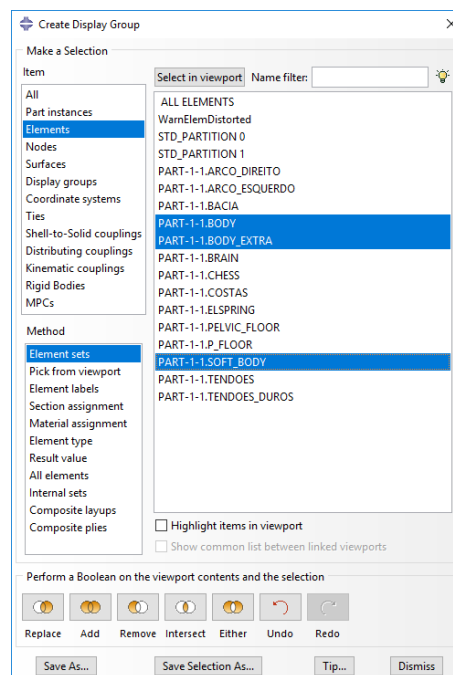 Create Display Group
Make a Selection
Item
All
Part instances
Elements
Nodes
Surfaces
Display groups
Coordinate systems
Ties
Shell-to-Solid couplings
Distributing couplings
Kinematic couplings
Rigid Bodies
MPCs
Method
Element sets
Pick from viewport
Element labels
Section assignment
Material assignment
Element type
Result value
All elements
Internal sets
Composite layups
Composite plies
Select in viewport Name filter:
ALL ELEMENTS
WarnElemDistorted
STD_PARTITION 0
STD_PARTITION 1
PART-1-1.ARCO_DIREITO
PART-1-1.ARCO_ESQUERDO
PART-1-1.BACIA
PART-1-1.BODY
PART-1-1.BODY_EXTRA
PART-1-1.BRAIN
PART-1-1.CHESS
PART-1-1.COSTAS
PART-1-1.ELSPRING
PART-1-1.PELVIC_FLOOR
PART-1-1.P_FLOOR
PART-1-1.SOFT_BODY
PART-1-1.TENDOES
PART-1-1.TENDOES_DUROS
Highlight items in viewport
Show common list between linked viewports
Perform a Boolean on the viewport contents and the selection
Replace Add Remove Intersect Either Undo Redo
Save As... Save Selection As... Tip... Dismiss